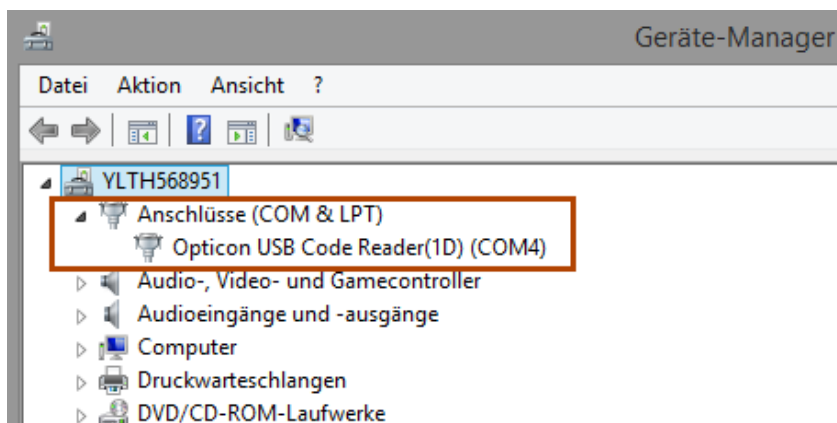 Geräte-Manager
Datei Aktion Ansicht ?
YLTH568951
Anschlüsse (COM & LPT)
Opticon USB Code Reader(1D) (COM4)
Audio-, Video- und Gamecontroller
Audioeingänge und -ausgänge
Computer
Druckwarteschlangen
DVD/CD-ROM-Laufwerke